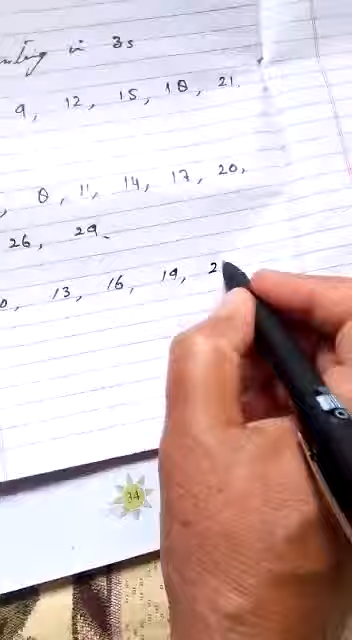 in 3s
9, 12, 15, 18, 21.
8, 11, 14, 17, 20,
26, 29.
13, 16, 19, 2
34